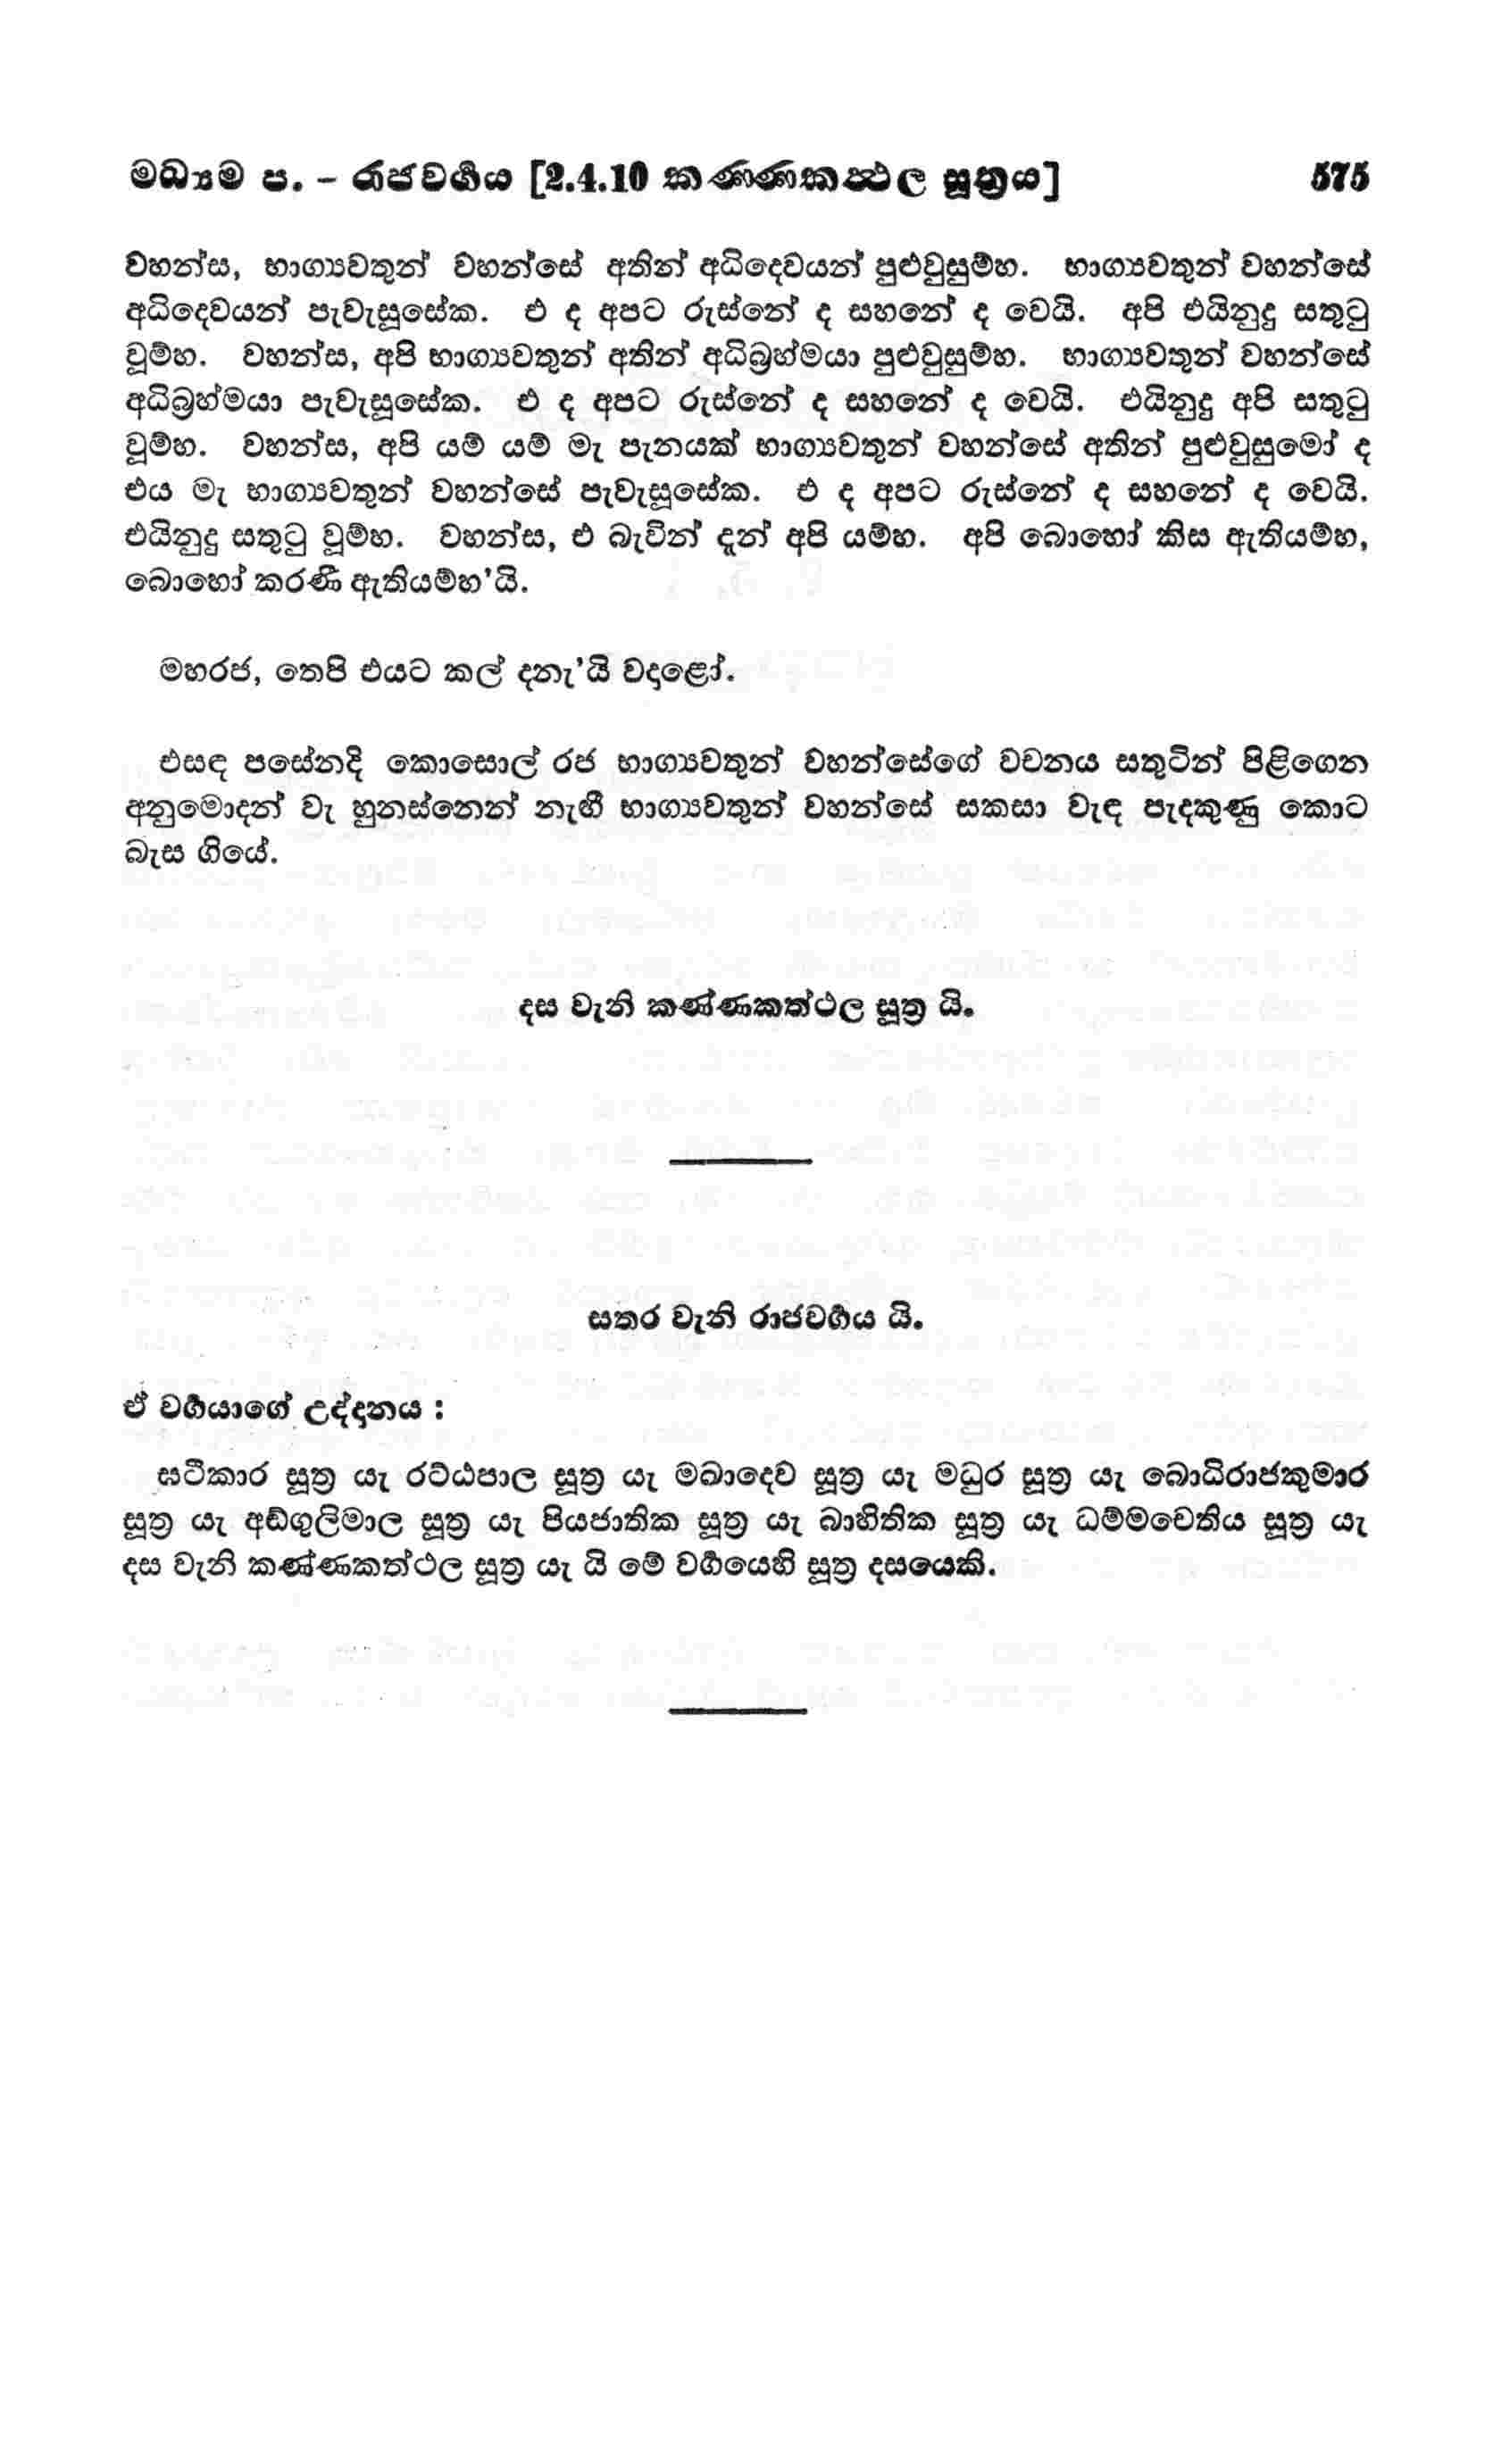 මධ්‍යම ප. – රාජවර්‍ගය [2.4.10 කණ්ණකත්‍ථල සූත්‍රය] 575
වහන්ස, භාග්‍යවතුන් වහන්සේ අතින් අධිදෙවයන් පුළුවුසුම්හ. භාග්‍යවතුන් වහන්සේ
අධිදෙවයන් පැවැසූසේක. එ ද අපට රුස්නේ ද සහනේ ද වෙයි. අපි එයිනුදු සතුටු
වූම්හ. වහන්ස, අපි භාග්‍යවතුන් අතින් අධිබ්‍රහ්මයා පුළුවුසුම්හ. භාග්‍යවතුන් වහන්සේ
අධිබ්‍රහ්මයා පැවැසූසේක. එ ද අපට රුස්නේ ද සහනේ ද වෙයි. එයිනුදු අපි සතුටු
වූම්හ. වහන්ස, අපි යම් යම් මැ පැනයක් භාග්‍යවතුන් වහන්සේ අතින් පුළුවුසුමෝ ද
එය මැ භාග්‍යවතුන් වහන්සේ පැවැසූසේක. එ ද අපට රුස්නේ ද සහනේ ද වෙයි.
එයිනුදු සතුටු වූම්හ. වහන්ස, එ බැවින් දැන් අපි යම්හ. අපි බොහෝ කිස ඇතියම්හ,
බොහෝ කරණී ඇතියම්හ’යි.
මහරජ, තෙපි එයට කල් දනැ’යි වදාළෝ.
එසඳ පසේනදි කොසොල් රජ භාග්‍යවතුන් වහන්සේගේ වචනය සතුටින් පිළිගෙන
අනුමොදන් වැ හුනස්නෙන් නැඟී භාග්‍යවතුන් වහන්සේ සකසා වැඳ පැදකුණු කොට
බැස ගියේ.
දස වැනි කණ්ණකත්ථල සූත්‍ර යි.
සතර වැනි රාජවර්‍ගය යි.
ඒ වර්‍ගයාගේ උද්දානය :
ඝටීකාර සූත්‍ර යැ රට්ඨපාල සූත්‍ර යැ මඛාදෙව සූත්‍ර යැ මධුර සූත්‍ර යැ බොධිරාජකුමාර
සූත්‍ර යැ අඞ්ගුලිමාල සූත්‍ර යැ පියජාතික සූත්‍ර යැ බාහිතික සූත්‍ර යැ ධම්මචෙතිය සූත්‍ර යැ
දස වැනි කණ්ණකත්ථල සූත්‍ර යැ යි මේ වර්‍ගයෙහි සූත්‍ර දසයෙකි.